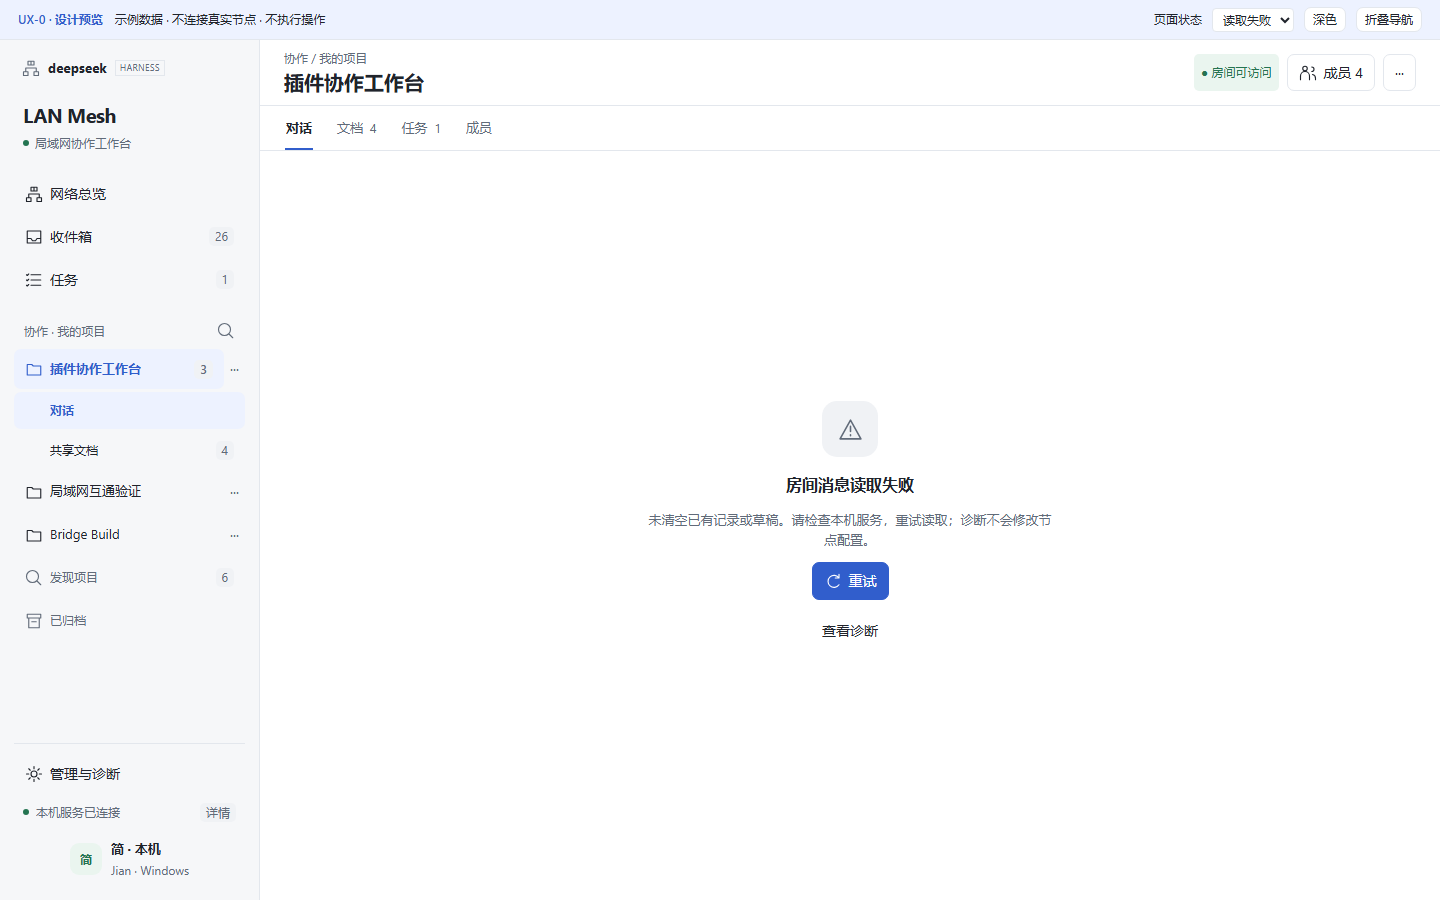 UX-0 · 设计预览 示例数据 · 不连接真实节点 · 不执行操作
页面状态 读取失败 深色 折叠导航
deepseek HARNESS
LAN Mesh
局域网协作工作台
网络总览
收件箱 26
任务 1
协作 · 我的项目
插件协作工作台 3 ...
对话
共享文档 4
局域网互通验证 ...
Bridge Build ...
发现项目 6
已归档
管理与诊断
本机服务已连接 详情
简 简 · 本机
Jian · Windows
协作 / 我的项目
插件协作工作台
房间可访问 成员 4 ...
对话 文档 4 任务 1 成员
房间消息读取失败
未清空已有记录或草稿。请检查本机服务，重试读取；诊断不会修改节
点配置。
重试
查看诊断